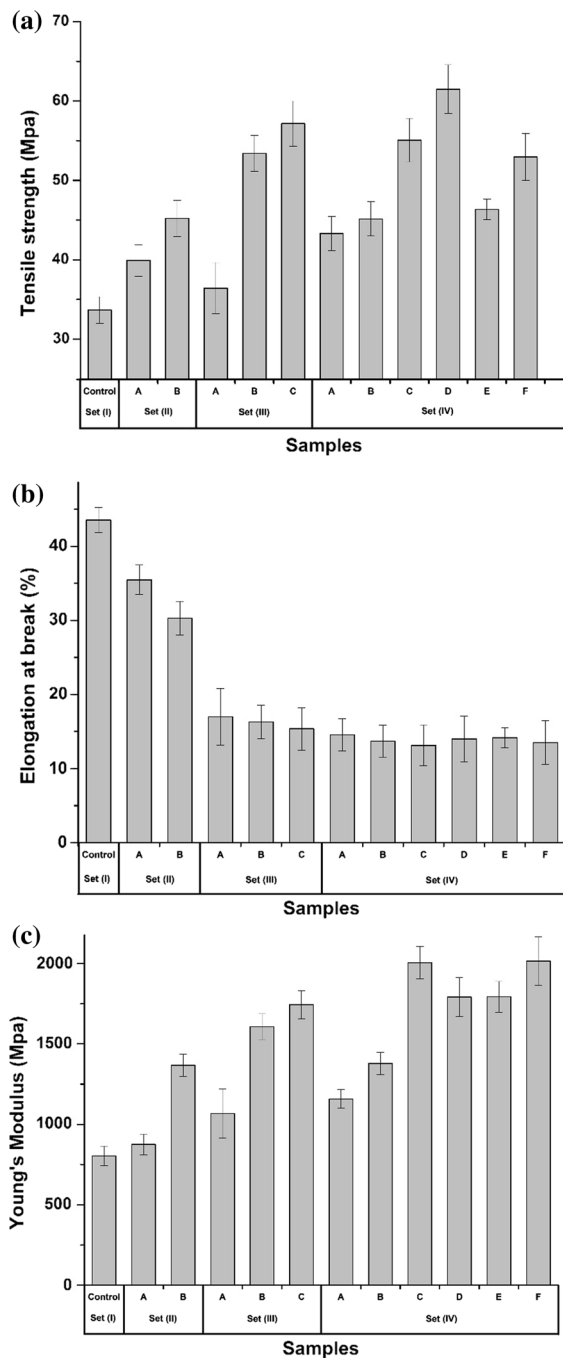 (a)
Tensile strength (Mpa)
70
60
50
40
30
Control A B A B C A B C D E F
Set (I) Set (II) Set (III) Set (IV)
Samples
(b)
Elongation at break (%)
40
30
20
10
0
Control A B A B C A B C D E F
Set (I) Set (II) Set (III) Set (IV)
Samples
(c)
Young's Modulus (Mpa)
2000
1500
1000
500
0
Control A B A B C A B C D E F
Set (I) Set (II) Set (III) Set (IV)
Samples